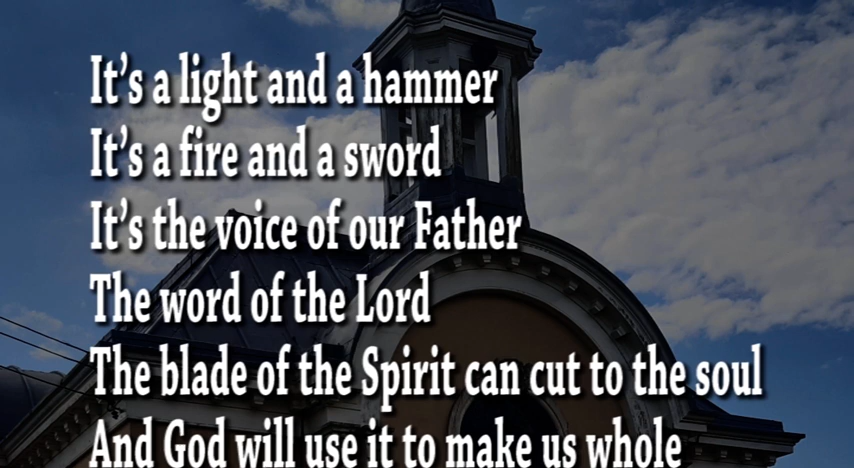 It’s a light and a hammer
It’s a fire and a sword
It’s the voice of our Father
The word of the Lord
The blade of the Spirit can cut to the soul
And God will use it to make us whole